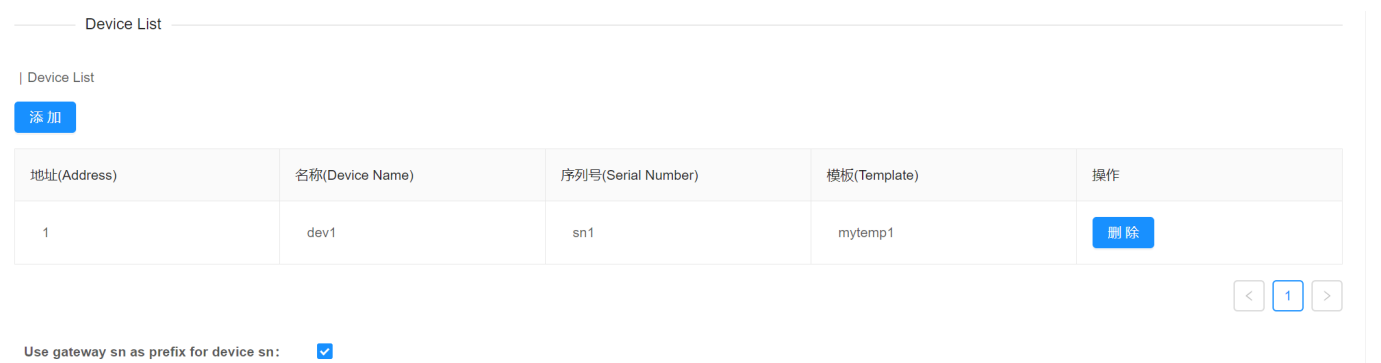 Device List
| Device List
添 加
地址(Address) 名称(Device Name) 序列号(Serial Number) 模板(Template) 操作
1 dev1 sn1 mytemp1 删 除
< 1 >
Use gateway sn as prefix for device sn: